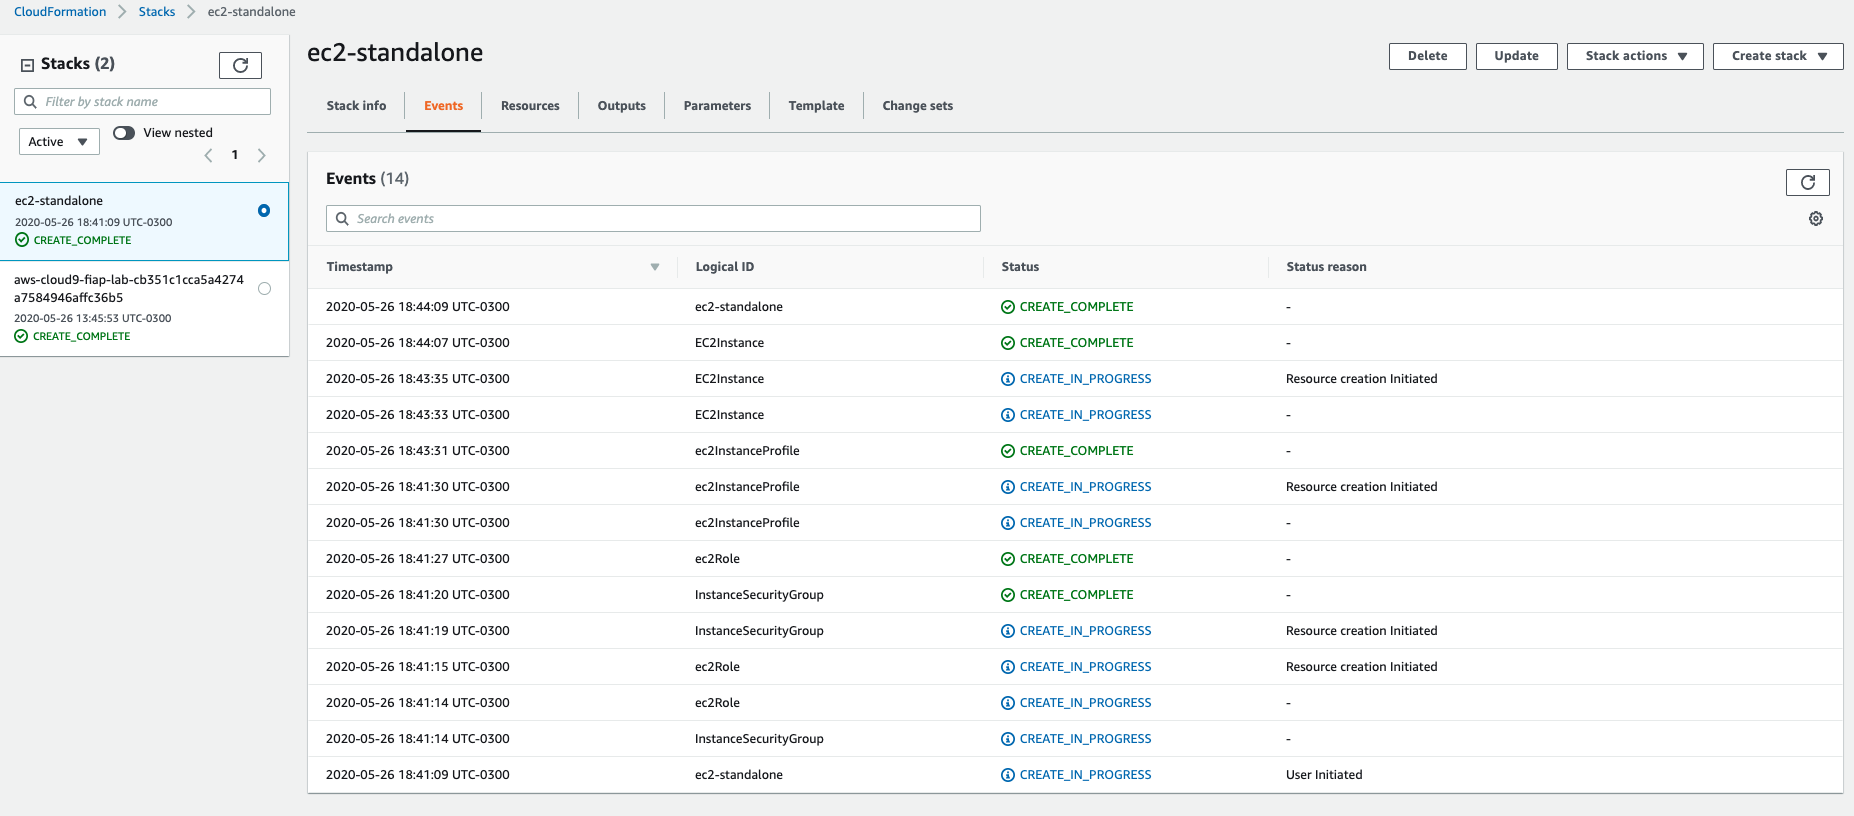 CloudFormation > Stacks > ec2-standalone
Stacks (2)
Filter by stack name
Active
View nested
1
ec2-standalone
2020-05-26 18:41:09 UTC-0300
CREATE_COMPLETE
aws-cloud9-fiap-lab-cb351c1cca5a4274
a7584946affc36b5
2020-05-26 13:45:53 UTC-0300
CREATE_COMPLETE
ec2-standalone
Delete Update Stack actions Create stack
Stack info Events Resources Outputs Parameters Template Change sets
Events (14)
Search events
Timestamp Logical ID Status Status reason
2020-05-26 18:44:09 UTC-0300 ec2-standalone CREATE_COMPLETE -
2020-05-26 18:44:07 UTC-0300 EC2Instance CREATE_COMPLETE -
2020-05-26 18:43:35 UTC-0300 EC2Instance CREATE_IN_PROGRESS Resource creation Initiated
2020-05-26 18:43:33 UTC-0300 EC2Instance CREATE_IN_PROGRESS -
2020-05-26 18:43:31 UTC-0300 ec2InstanceProfile CREATE_COMPLETE -
2020-05-26 18:41:30 UTC-0300 ec2InstanceProfile CREATE_IN_PROGRESS Resource creation Initiated
2020-05-26 18:41:30 UTC-0300 ec2InstanceProfile CREATE_IN_PROGRESS -
2020-05-26 18:41:27 UTC-0300 ec2Role CREATE_COMPLETE -
2020-05-26 18:41:20 UTC-0300 InstanceSecurityGroup CREATE_COMPLETE -
2020-05-26 18:41:19 UTC-0300 InstanceSecurityGroup CREATE_IN_PROGRESS Resource creation Initiated
2020-05-26 18:41:15 UTC-0300 ec2Role CREATE_IN_PROGRESS Resource creation Initiated
2020-05-26 18:41:14 UTC-0300 ec2Role CREATE_IN_PROGRESS -
2020-05-26 18:41:14 UTC-0300 InstanceSecurityGroup CREATE_IN_PROGRESS -
2020-05-26 18:41:09 UTC-0300 ec2-standalone CREATE_IN_PROGRESS User Initiated